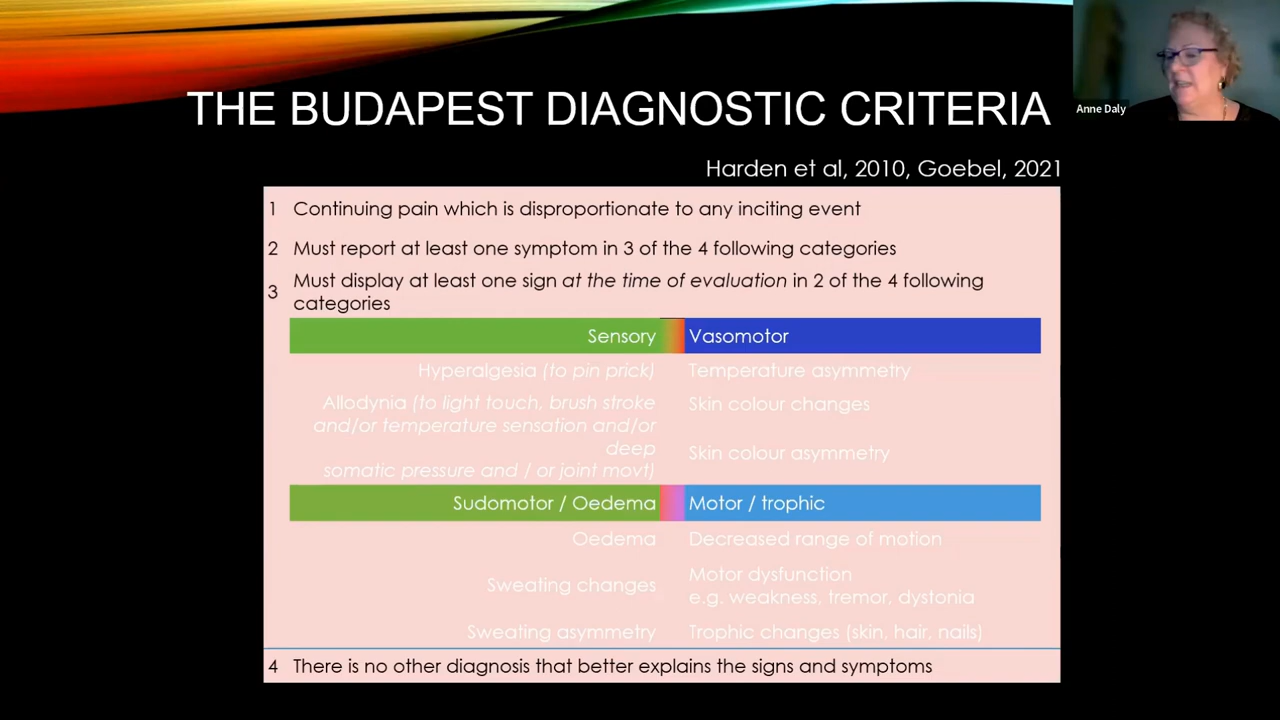 THE BUDAPEST DIAGNOSTIC CRITERIA
Anne Daly
Harden et al, 2010, Goebel, 2021
1 Continuing pain which is disproportionate to any inciting event
2 Must report at least one symptom in 3 of the 4 following categories
3 Must display at least one sign at the time of evaluation in 2 of the 4 following
categories
Sensory Vasomotor
Hyperalgesia (to pin prick) Temperature asymmetry
Allodynia (to light touch, brush stroke Skin colour changes
and/or temperature sensation and/or
deep Skin colour asymmetry
somatic pressure and / or joint movt)
Sudomotor / Oedema Motor / trophic
Oedema Decreased range of motion
Sweating changes Motor dysfunction
e.g. weakness, tremor, dystonia
Sweating asymmetry Trophic changes (skin, hair, nails)
4 There is no other diagnosis that better explains the signs and symptoms